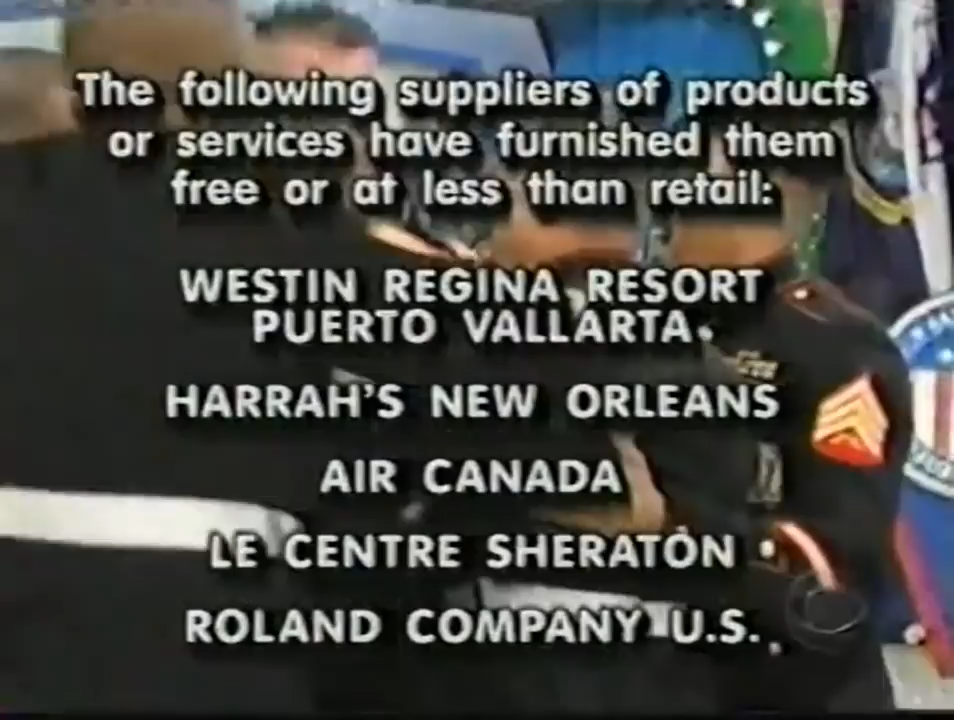 The following suppliers of products
or services have furnished them
free or at less than retail:
WESTIN REGINA RESORT
PUERTO VALLARTA
HARRAH'S NEW ORLEANS
AIR CANADA
LE CENTRE SHERATON
ROLAND COMPANY U.S.